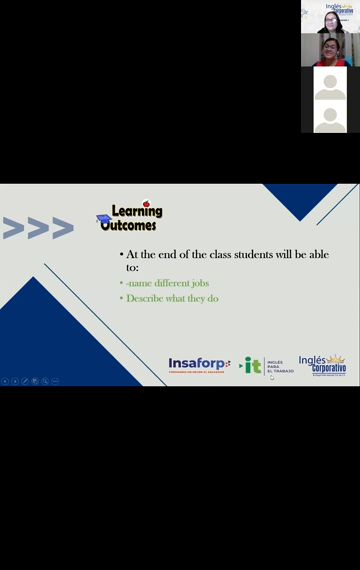 Inglés
Corporativo
>>>
Learning
Outcomes
• At the end of the class students will be able
to:
• -name different jobs
• Describe what they do
Insaforp
it
INGLÉS
PARA
EL TRABAJO
Inglés
Corporativo